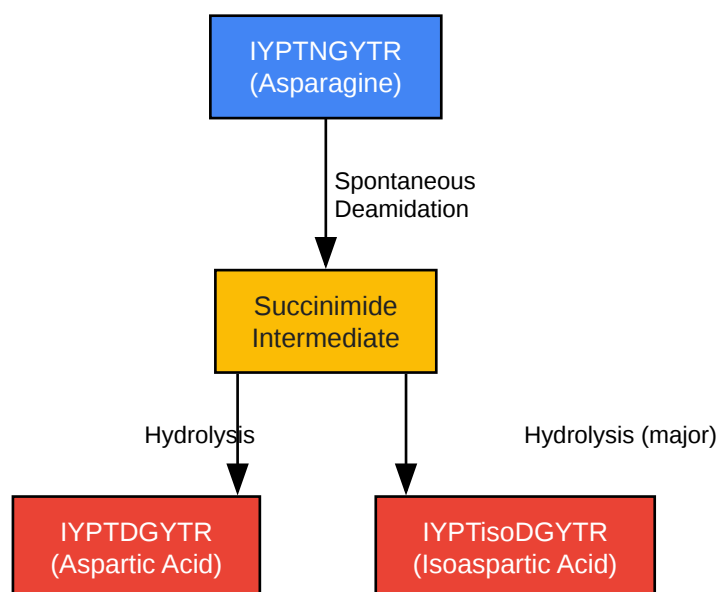 IYPTNGYTR
(Asparagine)
Spontaneous
Deamidation
Succinimide
Intermediate
Hydrolysis
Hydrolysis (major)
IYPTDGYTR
(Aspartic Acid)
IYPTisoDGYTR
(Isoaspartic Acid)